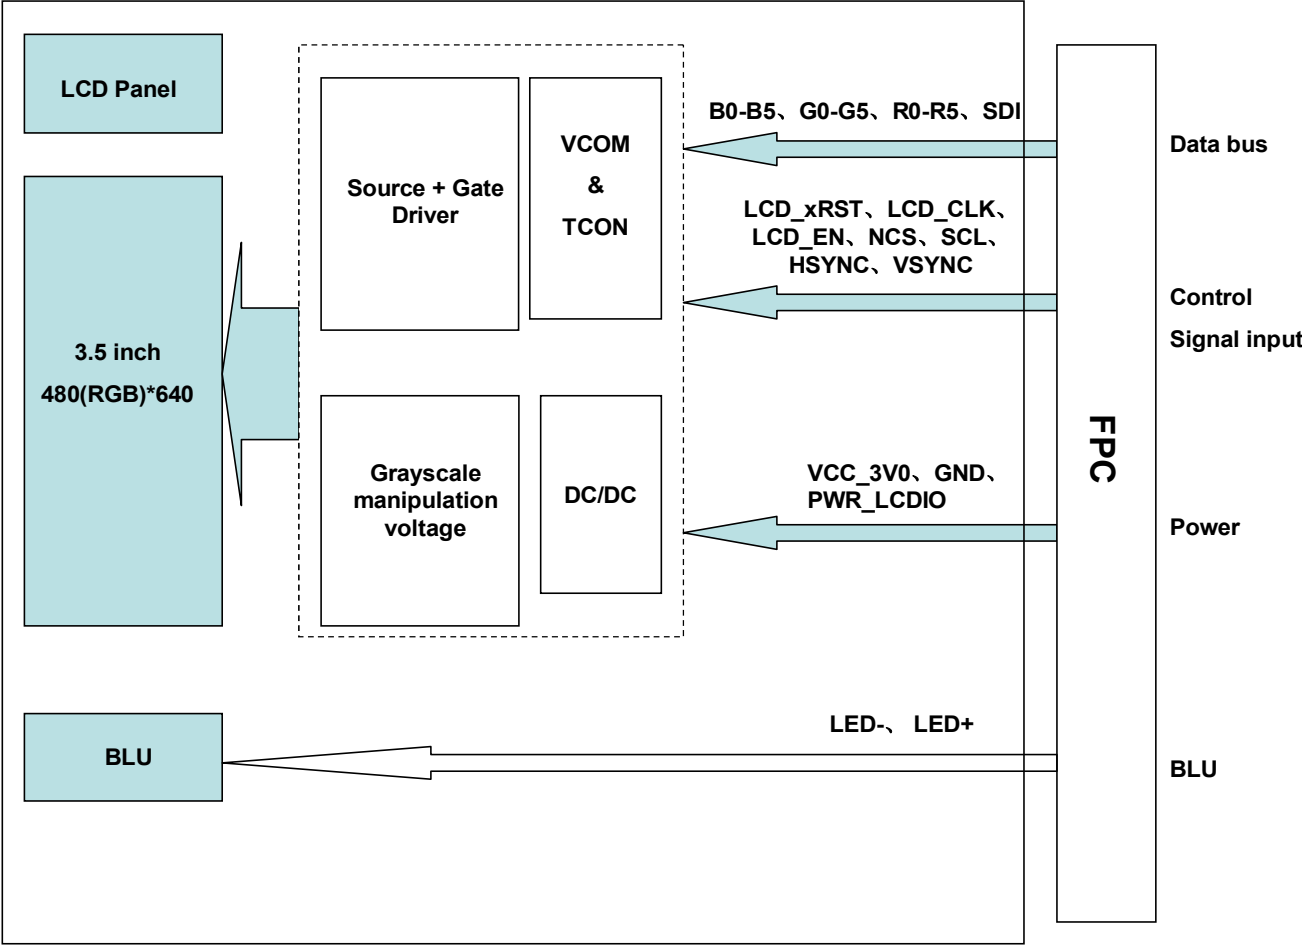 LCD Panel
3.5 inch
480(RGB)*640
BLU
Source + Gate
Driver
VCOM
&
TCON
Grayscale
manipulation
voltage
DC/DC
B0-B5、G0-G5、R0-R5、SDI
LCD_xRST、LCD_CLK、
LCD_EN、NCS、SCL、
HSYNC、VSYNC
VCC_3V0、GND、
PWR_LCDIO
LED-、 LED+
FPC
Data bus
Control
Signal input
Power
BLU